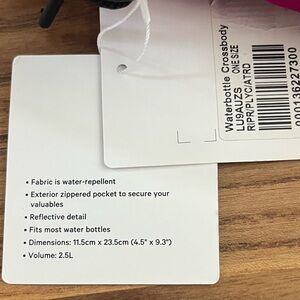 Waterbottle Crossbody
LU9AUZS ONE SIZE
RIPR/PLYC/ATRD
• Fabric is water-repellent
• Exterior zippered pocket to secure your
valuables
• Reflective detail
• Fits most water bottles
• Dimensions: 11.5cm x 23.5cm (4.5" x 9.3")
• Volume: 2.5L